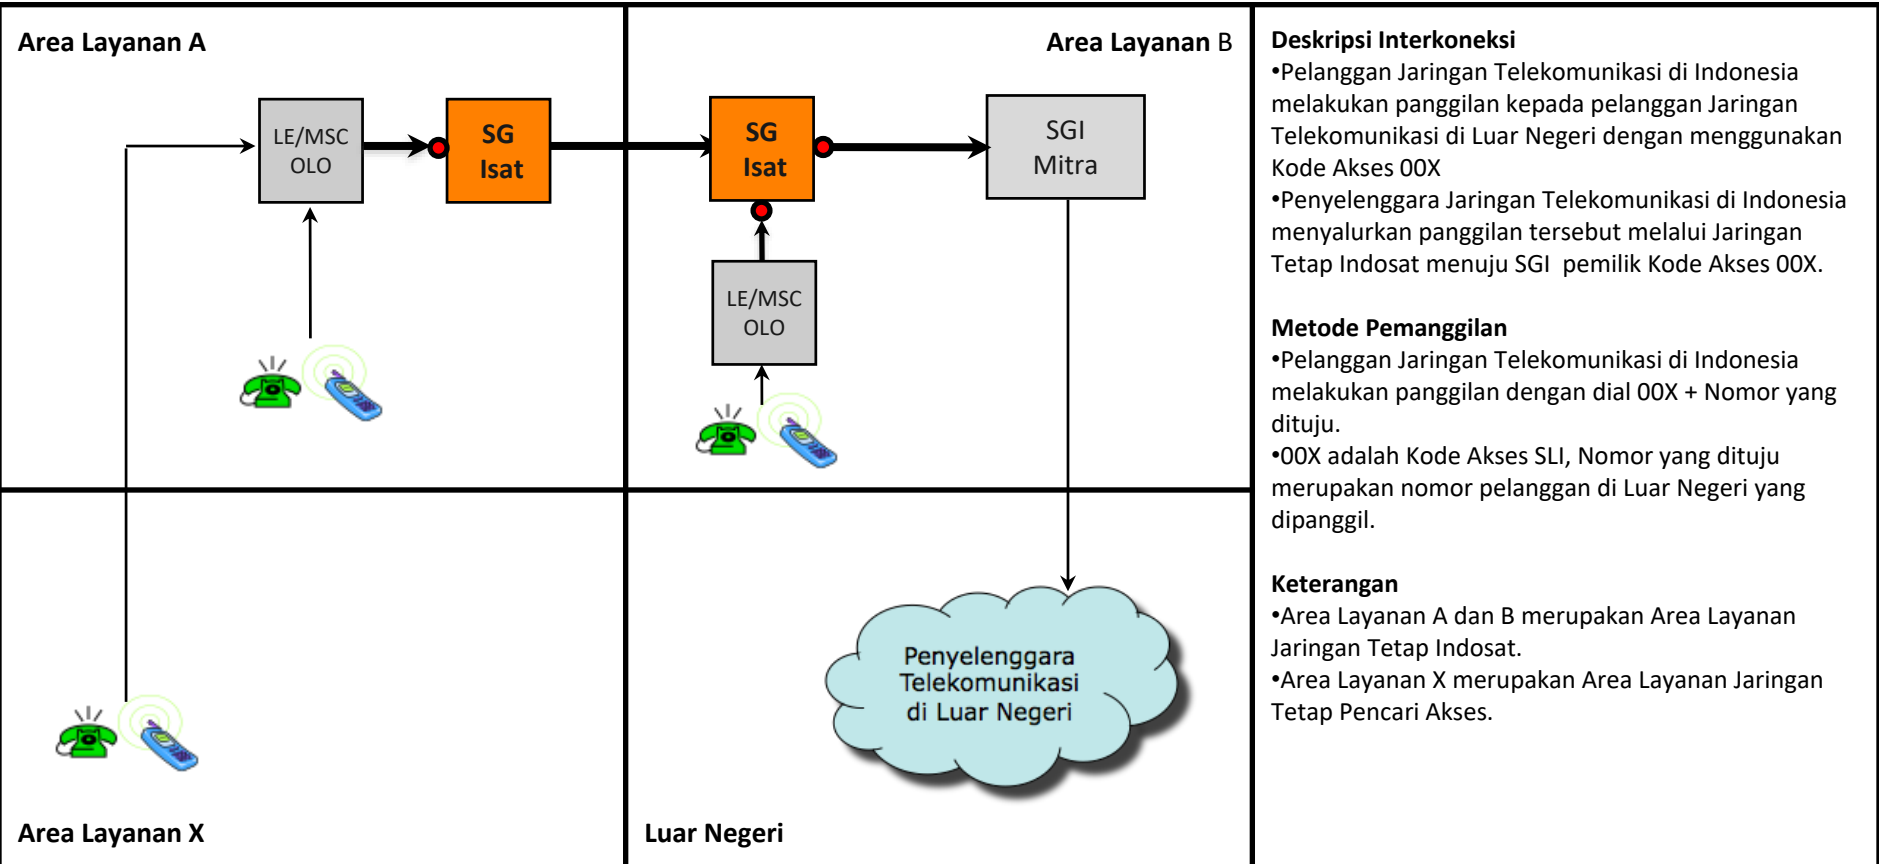 Area Layanan A
LE/MSC
OLO
SG
Isat
Area Layanan B
SG
Isat
SGI
Mitra
LE/MSC
OLO
Area Layanan X
Luar Negeri
Penyelenggara
Telekomunikasi
di Luar Negeri
Deskripsi Interkoneksi
•Pelanggan Jaringan Telekomunikasi di Indonesia
melakukan panggilan kepada pelanggan Jaringan
Telekomunikasi di Luar Negeri dengan menggunakan
Kode Akses 00X
•Penyelenggara Jaringan Telekomunikasi di Indonesia
menyalurkan panggilan tersebut melalui Jaringan
Tetap Indosat menuju SGI  pemilik Kode Akses 00X.
Metode Pemanggilan
•Pelanggan Jaringan Telekomunikasi di Indonesia
melakukan panggilan dengan dial 00X + Nomor yang
dituju.
•00X adalah Kode Akses SLI, Nomor yang dituju
merupakan nomor pelanggan di Luar Negeri yang
dipanggil.
Keterangan
•Area Layanan A dan B merupakan Area Layanan
Jaringan Tetap Indosat.
•Area Layanan X merupakan Area Layanan Jaringan
Tetap Pencari Akses.